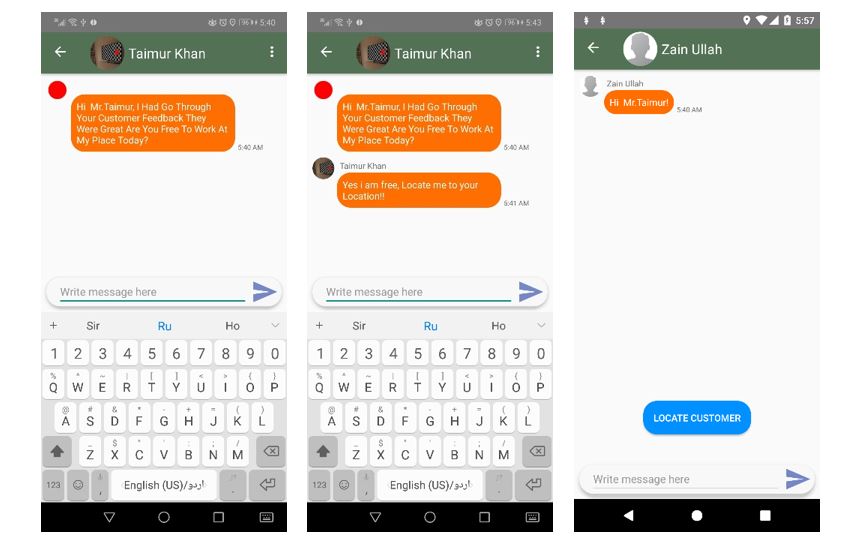 5:40
Taimur Khan
Hi Mr.Taimur, I Had Go Through
Your Customer Feedback They
Were Great Are You Free To Work At
My Place Today?
5:40 AM
Write message here
+ Sir Ru Ho
1 2 3 4 5 6 7 8 9 0
% ^ ~ | [ ] < > { }
Q W E R T Y U I O P
@ # & * - + = ( )
A S D F G H J K L
_ $ " ' : ; /
Z X C V B N M
123 , English (US)/اردو .
5:43
Taimur Khan
Hi Mr.Taimur, I Had Go Through
Your Customer Feedback They
Were Great Are You Free To Work At
My Place Today?
5:40 AM
Taimur Khan
Yes i am free, Locate me to your
Location!!
5:41 AM
Write message here
+ Sir Ru Ho
1 2 3 4 5 6 7 8 9 0
% ^ ~ | [ ] < > { }
Q W E R T Y U I O P
@ # & * - + = ( )
A S D F G H J K L
_ $ " ' : ; /
Z X C V B N M
123 , English (US)/اردو .
5:57
Zain Ullah
Zain Ullah
Hi Mr.Taimur!
5:40 AM
LOCATE CUSTOMER
Write message here